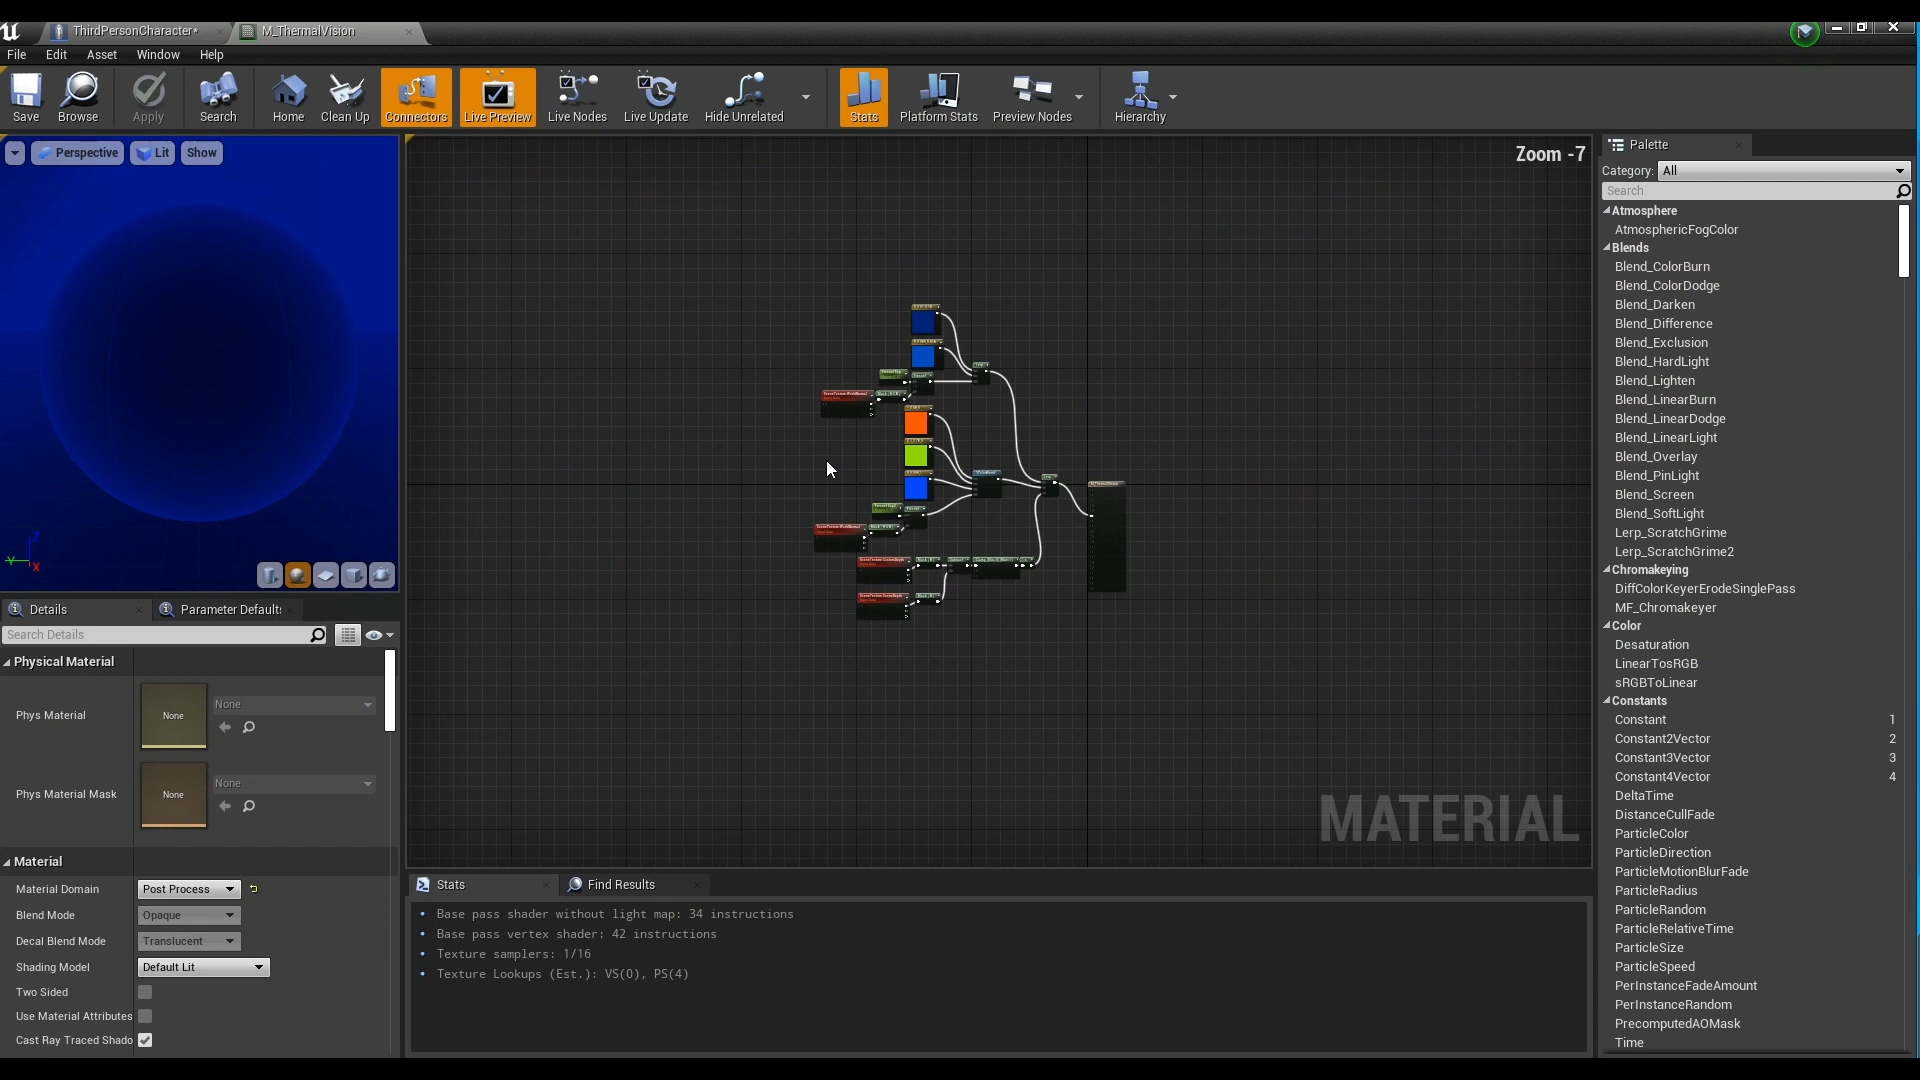 ThirdPersonCharacter*
M_ThermalVision
File Edit Asset Window Help
Save Browse Apply Search Home Clean Up Connectors Live Preview Live Nodes Live Update Hide Unrelated Stats Platform Stats Preview Nodes Hierarchy
Perspective Lit Show
Zoom -7
MATERIAL
Details
Parameter Defaults
Search Details
Physical Material
Phys Material
None
None
Phys Material Mask
None
None
Material
Material Domain Post Process
Blend Mode Opaque
Decal Blend Mode Translucent
Shading Model Default Lit
Two Sided
Use Material Attributes
Cast Ray Traced Shado
Stats
Find Results
Base pass shader without light map: 34 instructions
Base pass vertex shader: 42 instructions
Texture samplers: 1/16
Texture Lookups (Est.): VS(0), PS(4)
Palette
Category: All
Search
Atmosphere
AtmosphericFogColor
Blends
Blend_ColorBurn
Blend_ColorDodge
Blend_Darken
Blend_Difference
Blend_Exclusion
Blend_HardLight
Blend_Lighten
Blend_LinearBurn
Blend_LinearDodge
Blend_LinearLight
Blend_Overlay
Blend_PinLight
Blend_Screen
Blend_SoftLight
Lerp_ScratchGrime
Lerp_ScratchGrime2
Chromakeying
DiffColorKeyerErodeSinglePass
MF_Chromakeyer
Color
Desaturation
LinearTosRGB
sRGBToLinear
Constants
Constant 1
Constant2Vector 2
Constant3Vector 3
Constant4Vector 4
DeltaTime
DistanceCullFade
ParticleColor
ParticleDirection
ParticleMotionBlurFade
ParticleRadius
ParticleRandom
ParticleRelativeTime
ParticleSize
ParticleSpeed
PerInstanceFadeAmount
PerInstanceRandom
PrecomputedAOMask
Time